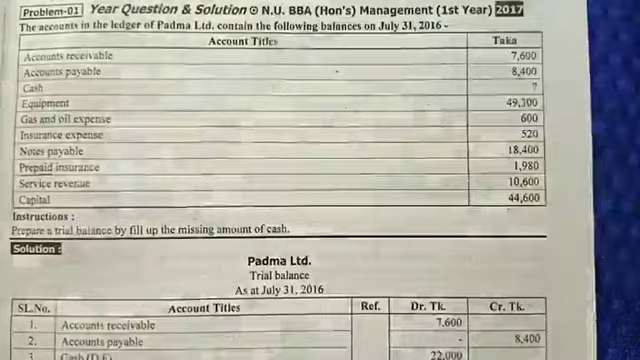 Problem-01 Year Question & Solution ⊙ N.U. BBA (Hon's) Management (1st Year) 2017
The accounts in the ledger of Padma Ltd. contain the following balances on July 31, 2016 -
Account Titles Taka
Accounts receivable 7,600
Accounts payable 8,400
Cash ?
Equipment 49,300
Gas and oil expense 600
Insurance expense 520
Notes payable 18,400
Prepaid insurance 1,980
Service revenue 10,600
Capital 44,600
Instructions :
Prepare a trial balance by fill up the missing amount of cash.
Solution :
Padma Ltd.
Trial balance
As at July 31, 2016
SL.No. Account Titles Ref. Dr. Tk. Cr. Tk.
1. Accounts receivable 7,600
2. Accounts payable - 8,400
3 Cash (D.F) 22,000